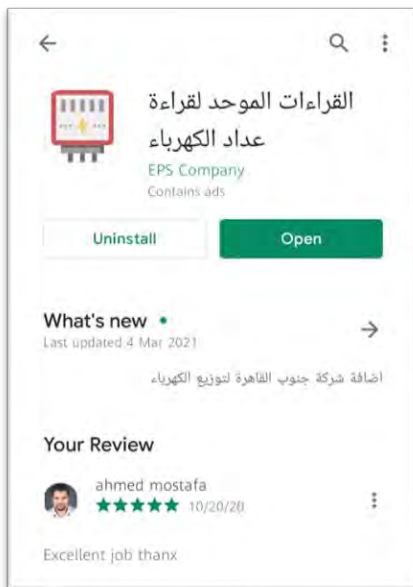 القراءات الموحد لقراءة
عداد الكهرباء
EPS Company
Contains ads
Uninstall
Open
What's new
Last updated 4 Mar 2021
اضافة شركة جنوب القاهرة لتوزيع الكهرباء
Your Review
ahmed mostafa
10/20/20
Excellent job thanx